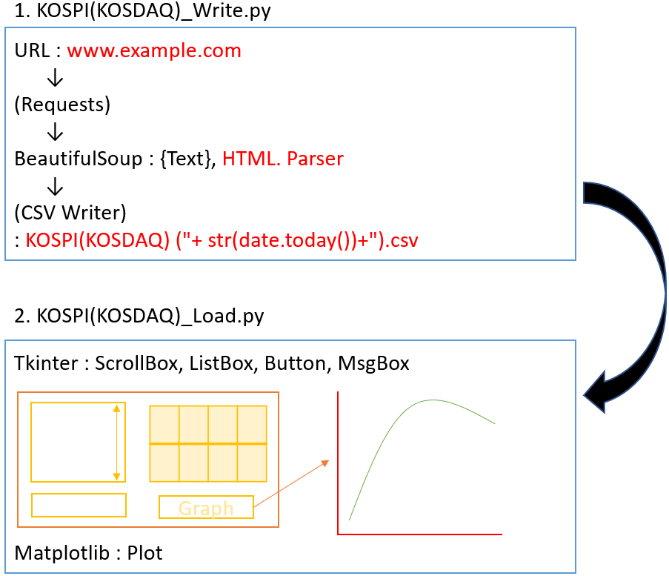 1. KOSPI(KOSDAQ)_Write.py
URL : www.example.com
(Requests)
BeautifulSoup : {Text}, HTML. Parser
(CSV Writer)
: KOSPI(KOSDAQ) ("+ str(date.today())+").csv
2. KOSPI(KOSDAQ)_Load.py
Tkinter : ScrollBox, ListBox, Button, MsgBox
Graph
Matplotlib : Plot